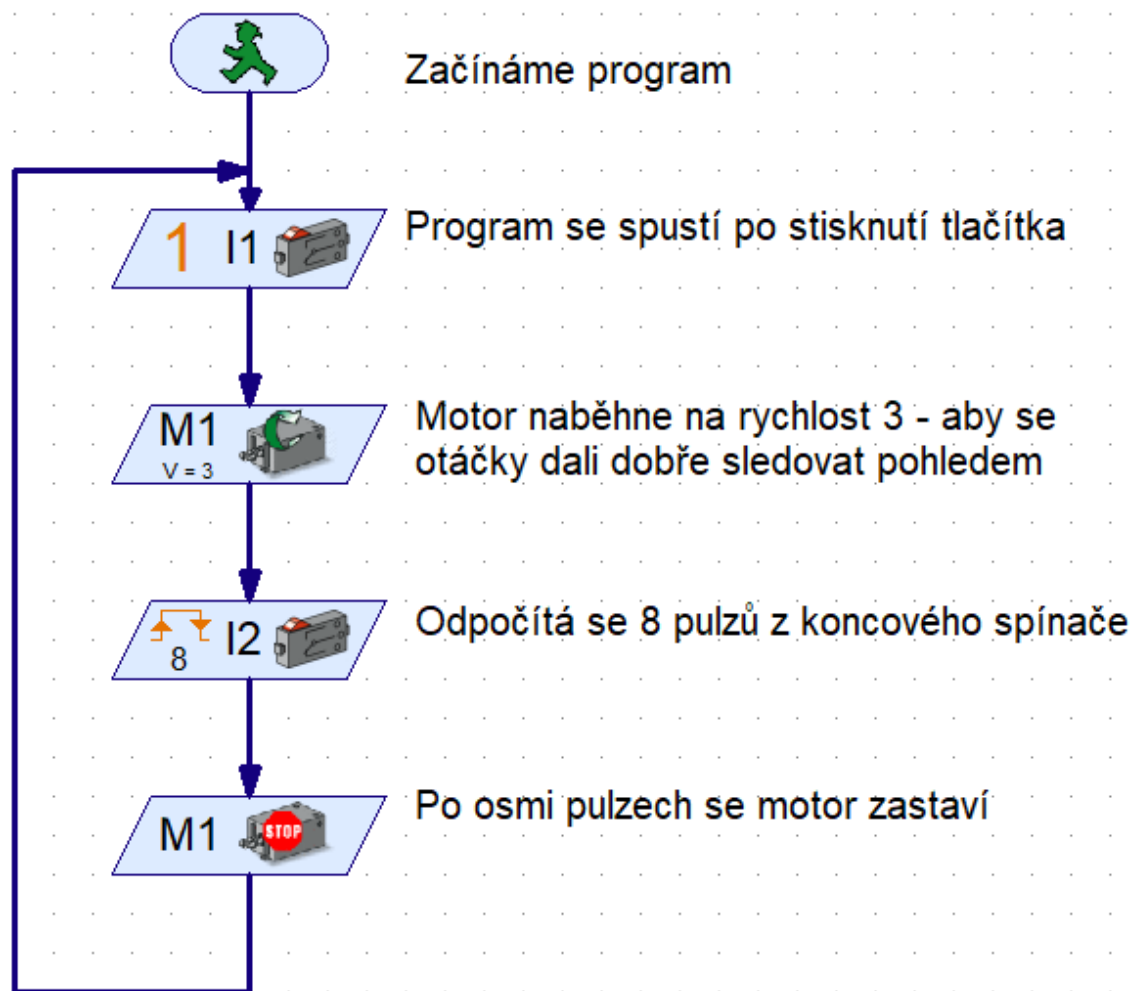 Začínáme program
1 I1
Program se spustí po stisknutí tlačítka
M1
V = 3
Motor naběhne na rychlost 3 - aby se
otáčky dali dobře sledovat pohledem
8 I2
Odpočítá se 8 pulzů z koncového spínače
M1 STOP
Po osmi pulzech se motor zastaví